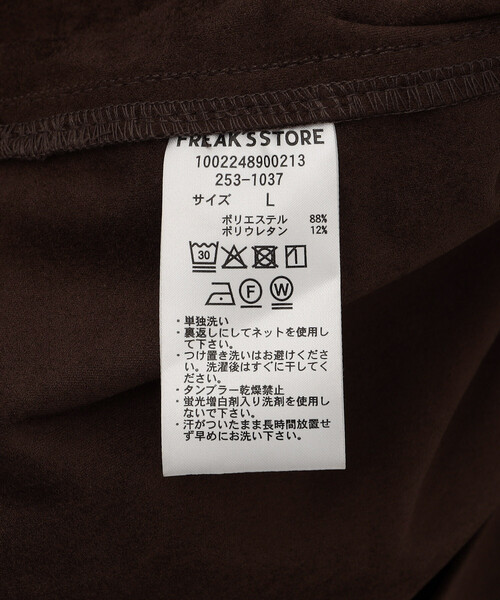 FREAK'S STORE
1002248900213
253-1037
サイズ L
ポリエステル 88%
ポリウレタン 12%
30
F W
・単独洗い
・裏返しにしてネットを使用し
て下さい。
・つけ置き洗いはお避けくださ
い。洗濯後はすぐに干してく
ださい。
・タンブラー乾燥禁止
・蛍光増白剤入り洗剤を使用し
ないで下さい。
・汗がついたまま長時間放置せ
ず早めにお洗い下さい。